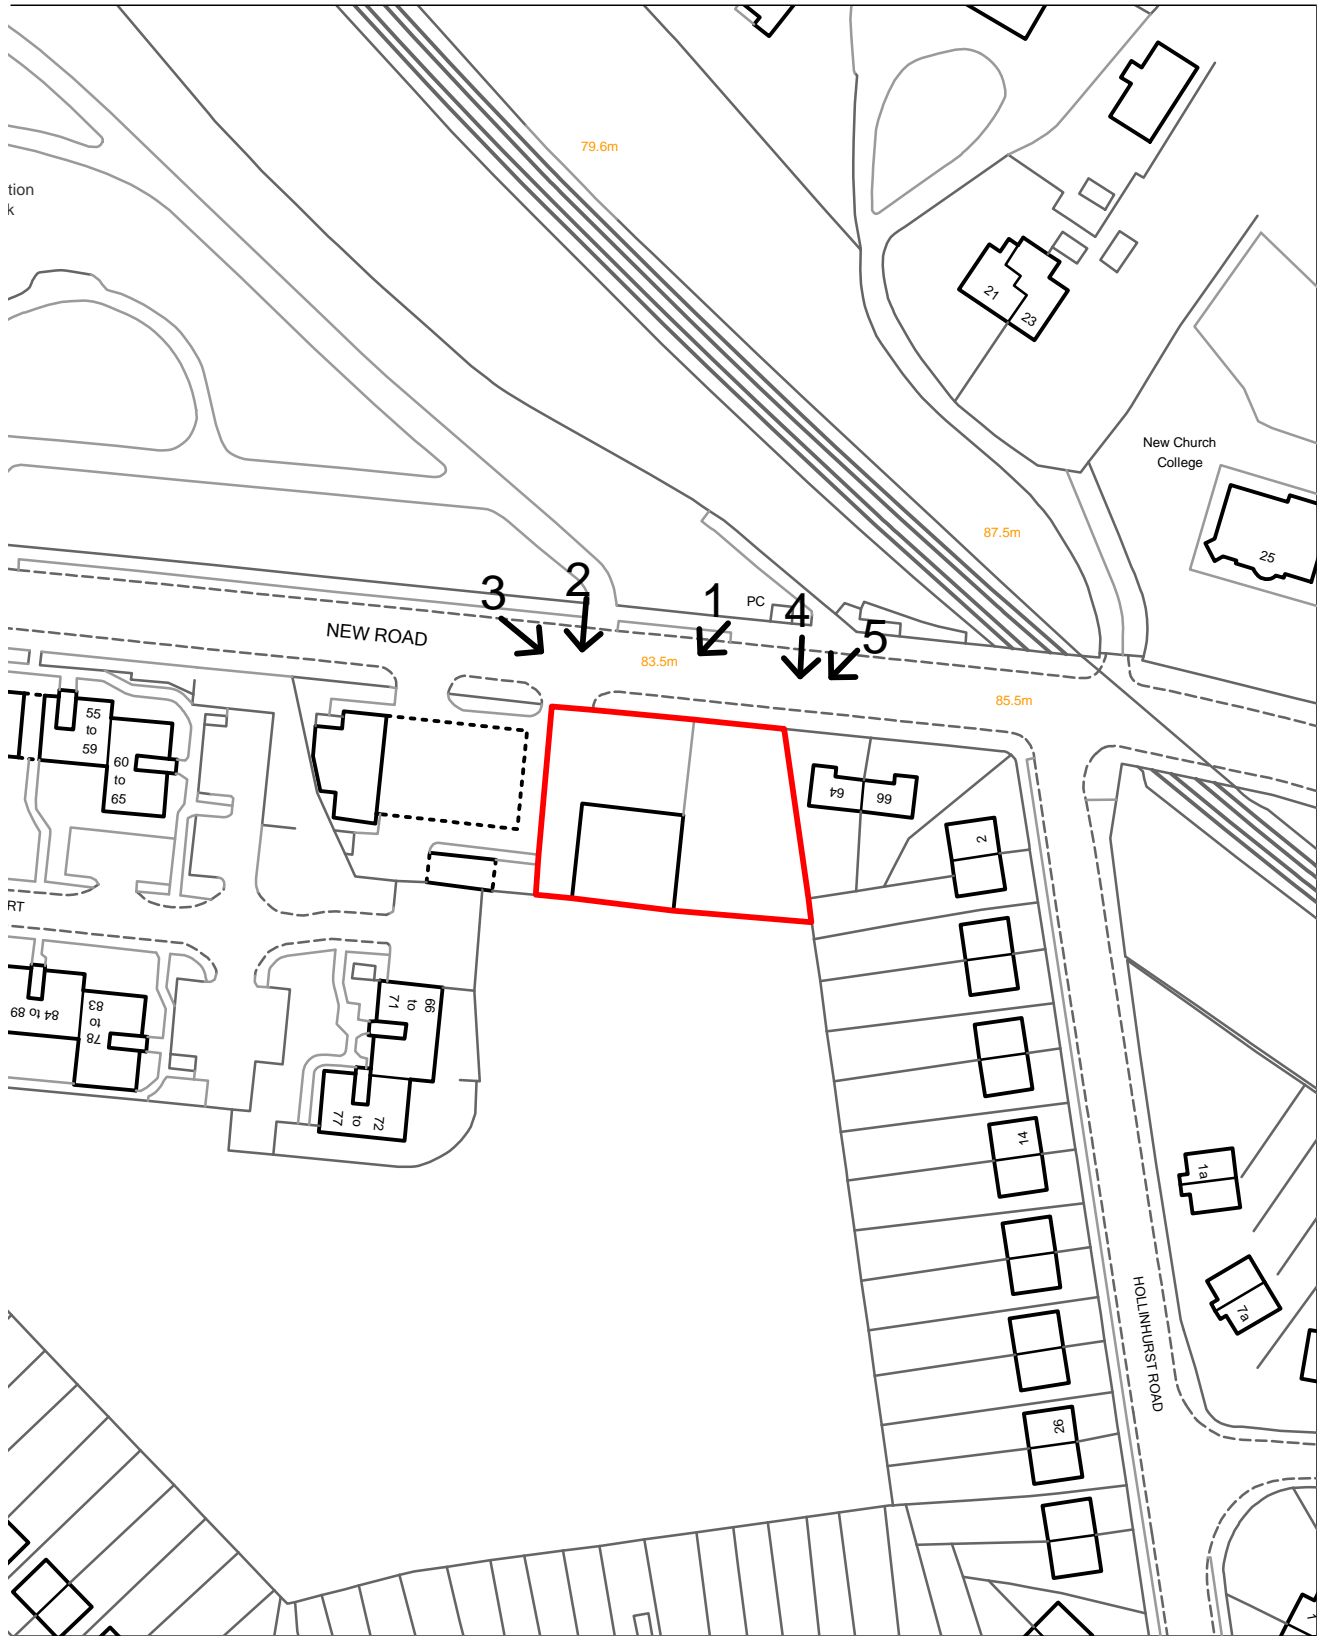 79.6m
tion
k
21
23
New Church
College
87.5m
25
3
2
1
PC
4
5
NEW ROAD
83.5m
85.5m
55
to
59
60
to
65
64
66
2
RT
84 to 89
83
to
78
66
to
71
72
to
77
14
1a
7a
HOLLINHURST ROAD
26
1